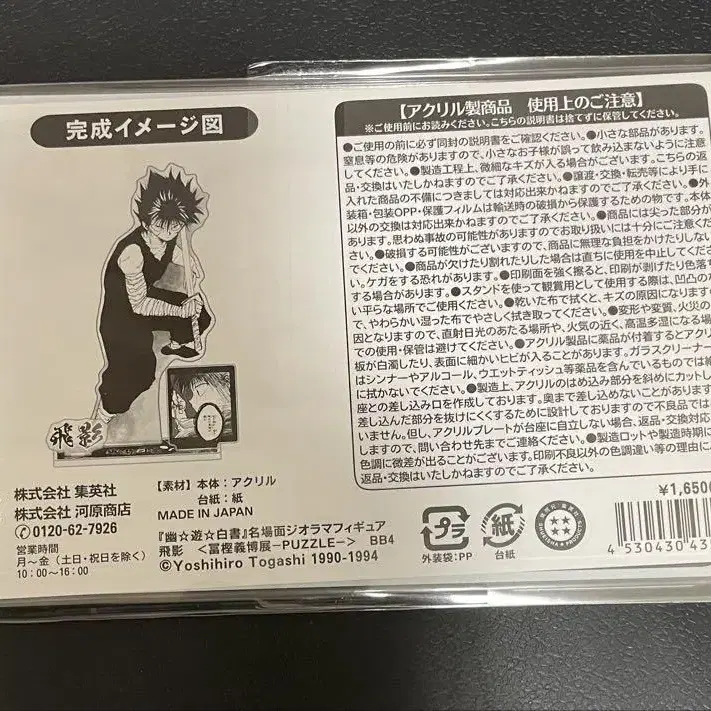 完成イメージ図
飛影
株式会社 集英社
株式会社 河原商店
0120-62-7926
営業時間
月〜金（土日・祝日を除く）
10：00〜16：00
【素材】本体：アクリル
台紙：紙
MADE IN JAPAN
『幽☆遊☆白書』名場面ジオラマフィギュア
飛影 ＜冨樫義博展−PUZZLE−＞ BB4
©Yoshihiro Togashi 1990-1994
【アクリル製商品 使用上のご注意】
※ご使用前にお読みください。こちらの説明書は捨てずに保管してください。
●ご使用の前に必ず同封の説明書をご確認ください。●小さな部品があります。
窒息等の危険がありますので、小さなお子様が誤って飲み込まないように注意
してください。●製造工程上、微細なキズが入る場合がございます。こちらの返
品・交換はいたしかねますのでご了承ください。●譲渡・交換・転売等により手に
入れた商品の不備につきましては対応出来かねますのでご了承ください。●外
装箱・包装OPP・保護フィルムは輸送時の破損から保護するための物です。本体
以外の交換は対応出来かねますのでご了承ください。●商品には尖った部分が
あります。思わぬ事故の可能性がありますのでお取り扱いには十分にご注意くだ
●破損する可能性がございますので、商品に無理な負担をかけたりしない
でください。●商品が欠けたり割れたりした場合は直ちに使用を中止してくだ
い。ケガをする恐れがあります。●印刷面を強く擦ると、印刷が剥げたり色落ち
する場合があります。●スタンドを使って観賞用として使用する際は、凹凸の
い平らな場所でご使用ください。●乾いた布で拭くと、キズの原因になります
で、やわらかい湿った布でやさしく拭き取ってください。●変形や変質、火災の
因となりますので、直射日光のあたる場所や、火気の近く、高温多湿になる場
での使用・保管は避けてください。●アクリル製品に薬品が付着するとアク
板が白濁したり、表面に細かいヒビが入ることがあります。ガラスクリーナー
はシンナーやアルコール、ウエットティッシュ等薬品を含んでいるものでは絶
に拭かないでください。●製造上、アクリルのはめ込み部分を斜めにカットし
座との差し込み口を作成しております。奥まで差し込めないことがあります
差し込んだ部分を抜けにくくするために設計しておりますので不良品では
いません。但し、アクリルプレートが台座に自立しない場合、返品・交換対応
しますので、問い合わせ先までご連絡ください。●製造ロットや製造時期に
色調に微差が出ることがございます。印刷不良以外の色調違い等の理由に
返品・交換はいたしかねますのでご了承ください。
¥1,650
プラ
外装袋：PP
紙
台紙
4 530430 43